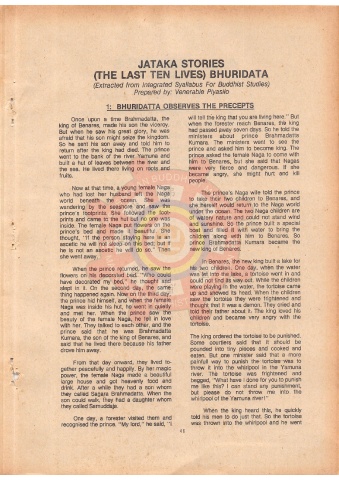 JATAKA STORIES
(THE LAST TEN LIVES) BHURIDATA
(Extracted from Integrated Syallabus For Buddhist Studies)
Prepared by: Venerable Piyasilo
1: BHURIDATTA OBSERVES THE PRECEPTS
Once upon a time Brahmadatta, the
king of Benares, made his son the viceroy.
But when he saw his great glory, he was
afraid that his son might seize the kingdom.
So he sent his son away and told him to
return after the king had died. The prince
went to the bank of the river Yamuna and
built a hut of leaves between the river and
the sea. He lived there living on roots and
fruits.
Now at that time, a young female Naga
who had lost her husband left the Naga
world beneath the ocean. She was
wandering by the seashore and saw the
prince's footprints. She followed the foot-
prints and came to the hut but no one was
inside. The female Naga put flowers on the
prince's bed and made it beautiful. She
thought, "If the person staying here is an
ascetic he will not sleep on this bed; but if
he is not an ascetic he will do so." Then
she went away.
When the prince returned, he saw the
flowers on his decorated bed. "Who could
have decorated my bed," he thought and
slept in it. On the second day, the same
thing happened again. Now on the third day,
the prince hid himself, and when the female
Naga was inside his hut, he went in quietly
and met her. When the prince saw the
beauty of the female Naga, he fell in love
with her. They talked to each other, and the
prince said that he was Brahmadatta
Kumara, the son of the king of Benares, and
said that he lived there because his father
drove him away.
From that day onward, they lived to-
gether peacefully and happily. By her magic
power, the female Naga made a beautiful
large house and got heavenly food and
drink. After a while they had a son whom
they called Sagara Brahmadatta. When the
son could walk, they had a daughter whom
they called Samuddaja.
One day, a forester visited them and
recognised the prince. "My lord," he said, "I
will tell the king that you are living here." But
when the forester reach Benares, the king
had passed away seven days. So he told the
ministers about prince Brahmadatta
Kumara. The ministers went to see the
prince and asked him to become king. The
prince asked the female Naga to come with
him to Benares, but she said that Nagas
were very fierce and dangerous. If she
became angry, she might hurt and kill
people.
The prince's Naga wife told the prince
to take their two children to Benares, and
she herself would return to the Naga world
under the ocean. The two Naga children are
of watery nature and could not stand wind
and sunshine. So the prince built a special
boat and filled it with water to bring the
children along with him to Benares. So
prince Brahmadatta Kumara became the
new king of Benares.
In Benares, the new king built a lake for
his two children. One day, when the water
was let into the lake, a tortoise went in and
could not find its way out. While the children
were playing in the water, the tortoise came
up and stared at them. When the children
saw the tortoise they were frightened and
thought that it was a demon. They cried and
told their father about it. The king loved his
children and became very angry with the
tortoise.
The king ordered the tortoise to be punished.
Some courtiers said that it should be
pounded into tiny pieces and cooked and
eaten. But one minister said that a more
painful way to punish the tortoise was to
throw it into the whirlpool in the Yamuna
river. The tortoise was frightened and
begged, "What have I done for you to punish
me like this? I can stand any punishment,
but please do not throw me into the
whirlpool of the Yamuna river!"
When the king heard this, he quickly
told his men to do just that. So the tortoise
was thrown into the whirlpool and he went